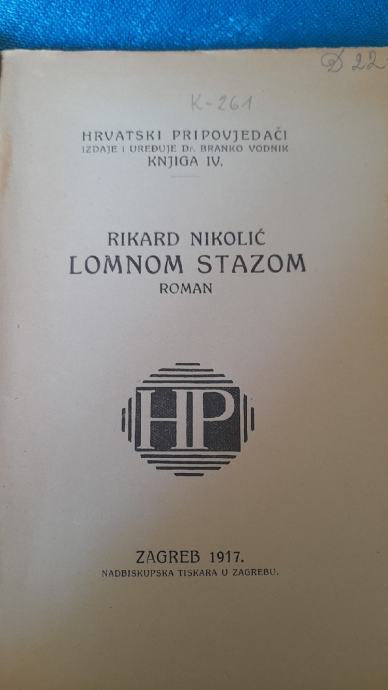 D 22
K-261
HRVATSKI PRIPOVJEDAČI
IZDAJE I UREĐUJE Dr. BRANKO VODNIK
KNJIGA IV.
RIKARD NIKOLIĆ
LOMNOM STAZOM
ROMAN
HP
ZAGREB 1917.
NADBISKUPSKA TISKARA U ZAGREBU.